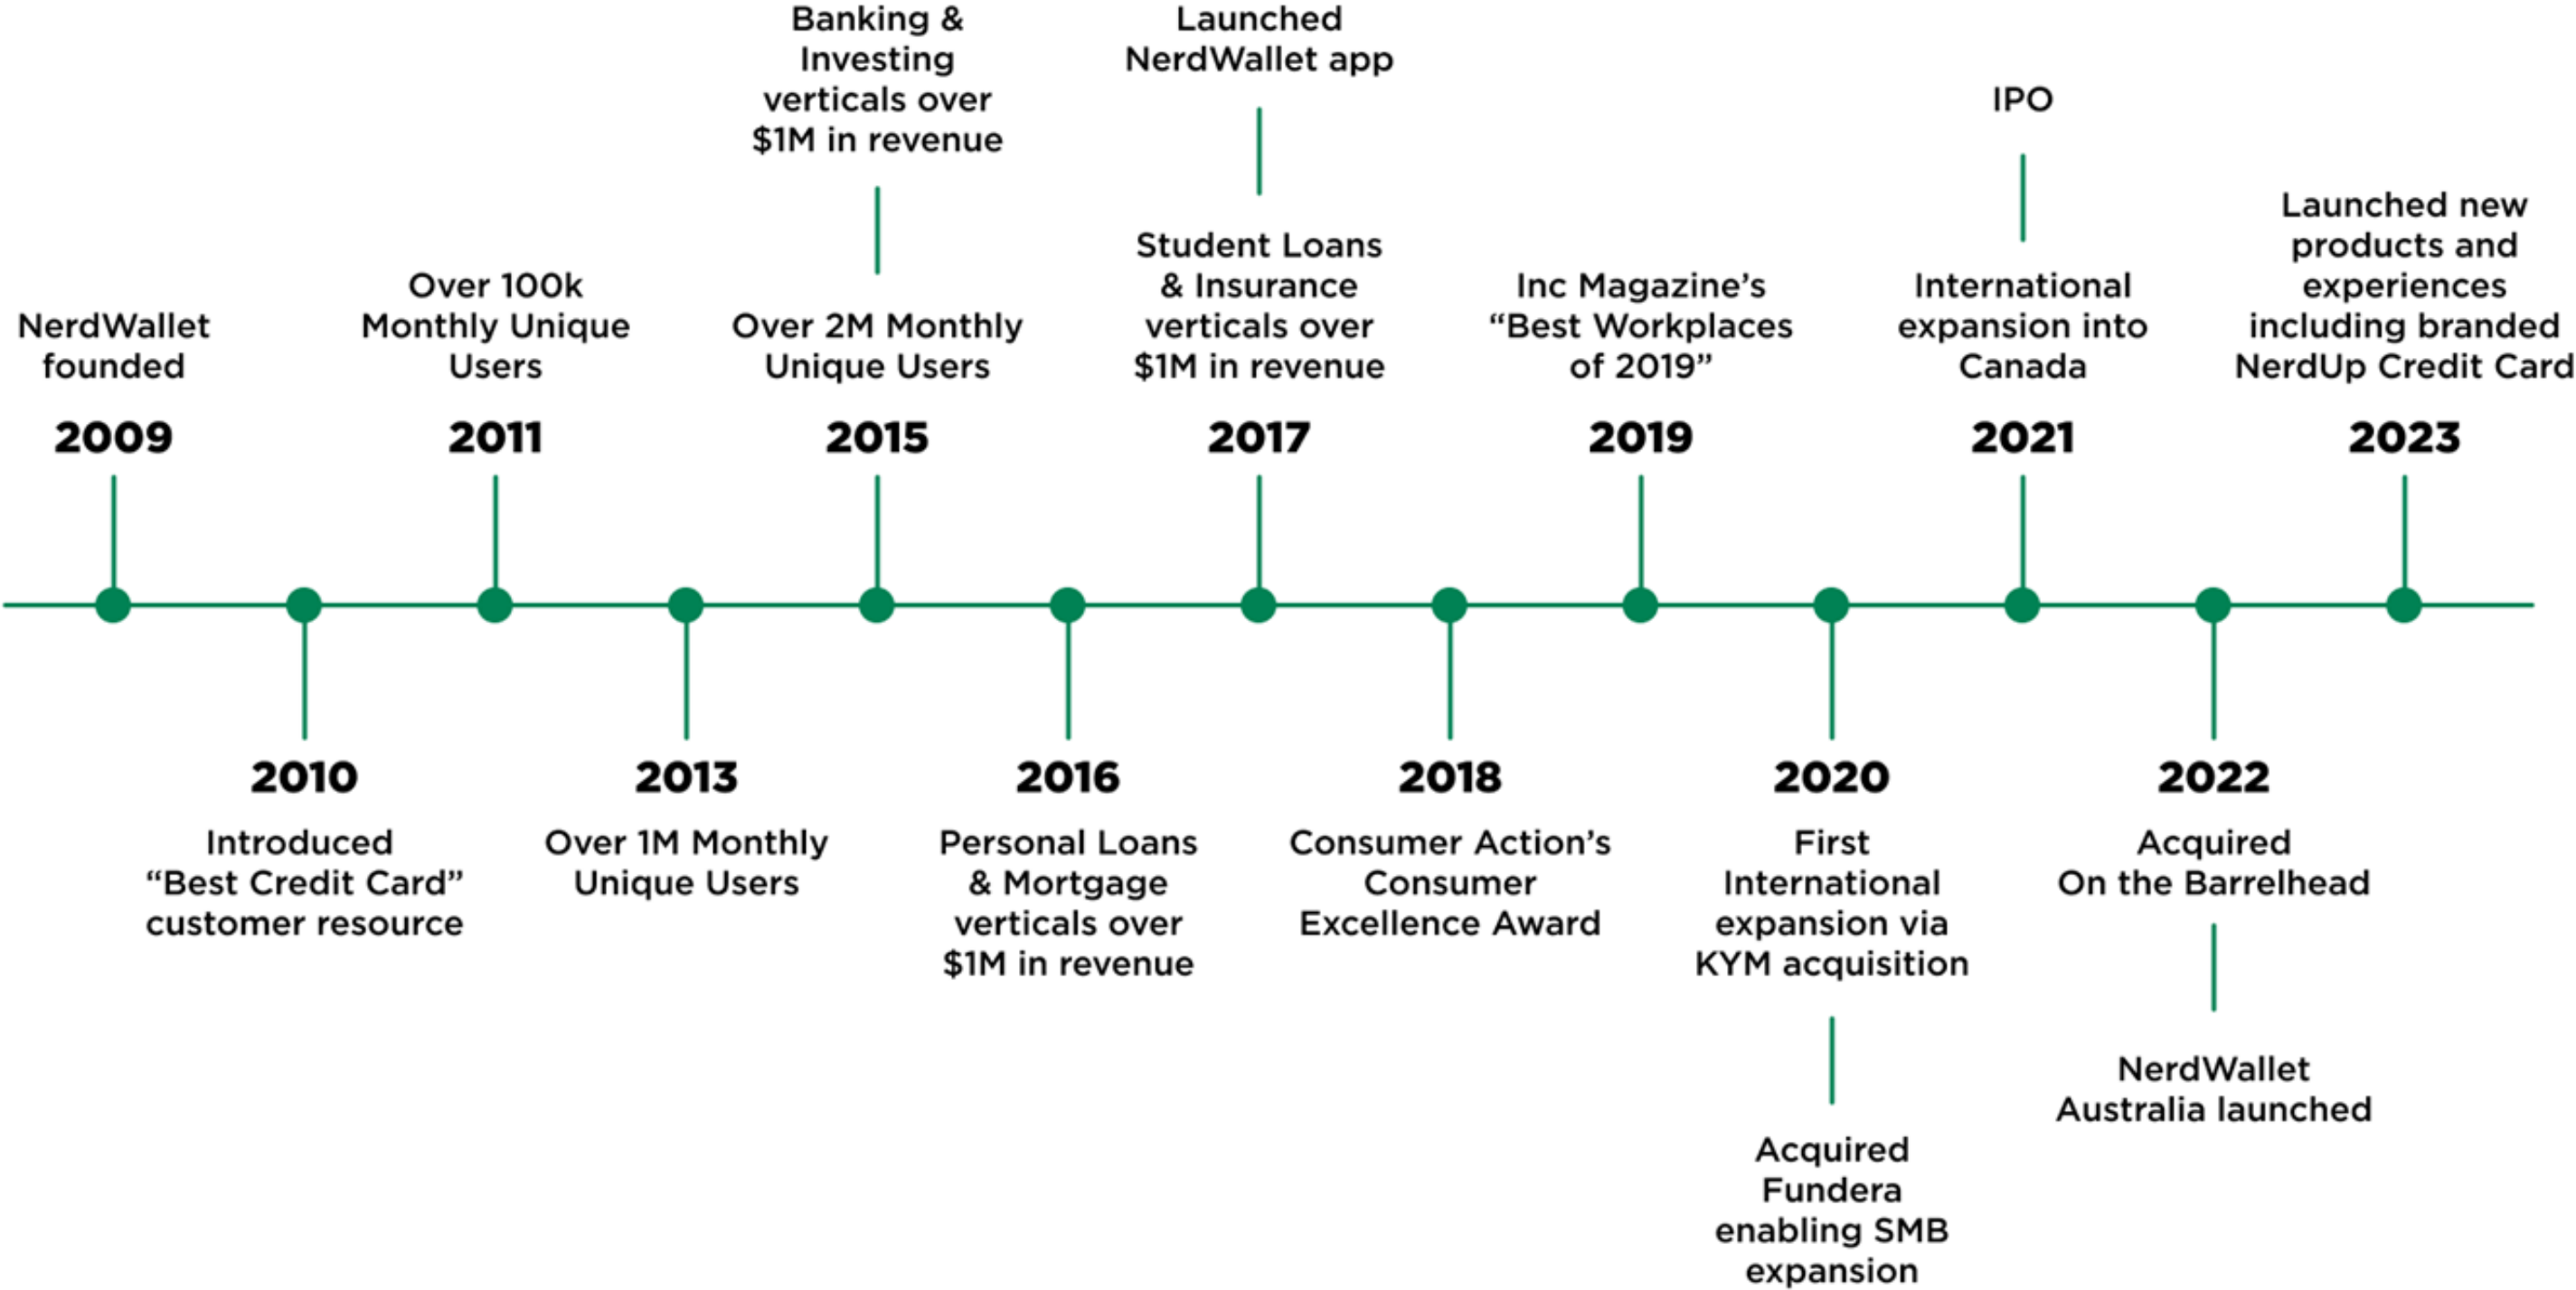 NerdWallet
founded
2009
Introduced
“Best Credit Card”
customer resource
2010
Over 100k
Monthly Unique
Users
2011
2013
Over 1M Monthly
Unique Users
Banking &
Investing
verticals over
$1M in revenue
Over 2M Monthly
Unique Users
2015
2016
Personal Loans
& Mortgage
verticals over
$1M in revenue
Launched
NerdWallet app
Student Loans
& Insurance
verticals over
$1M in revenue
2017
2018
Consumer Action’s
Consumer
Excellence Award
Inc Magazine’s
“Best Workplaces
of 2019”
2019
2020
First
International
expansion via
KYM acquisition
Acquired
Fundera
enabling SMB
expansion
IPO
International
expansion into
Canada
2021
2022
Acquired
On the Barrelhead
NerdWallet
Australia launched
Launched new
products and
experiences
including branded
NerdUp Credit Card
2023